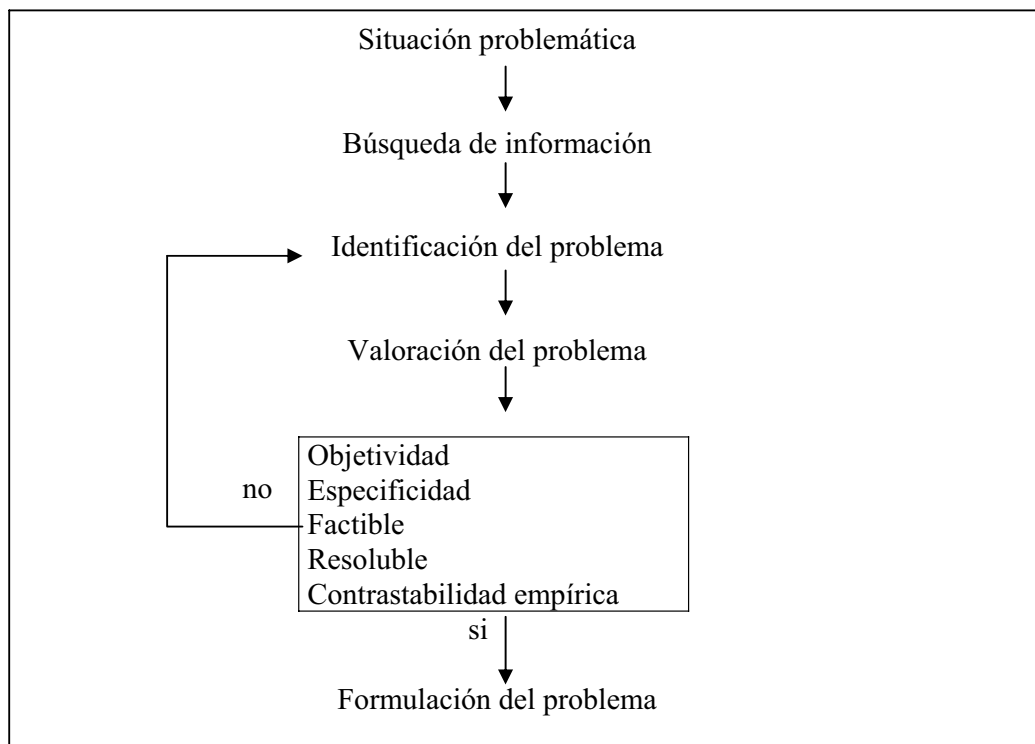 Situación problemática
Búsqueda de información
Identificación del problema
Valoración del problema
Objetividad
no
Especificidad
Factible
Resoluble
Contrastabilidad empírica
si
Formulación del problema